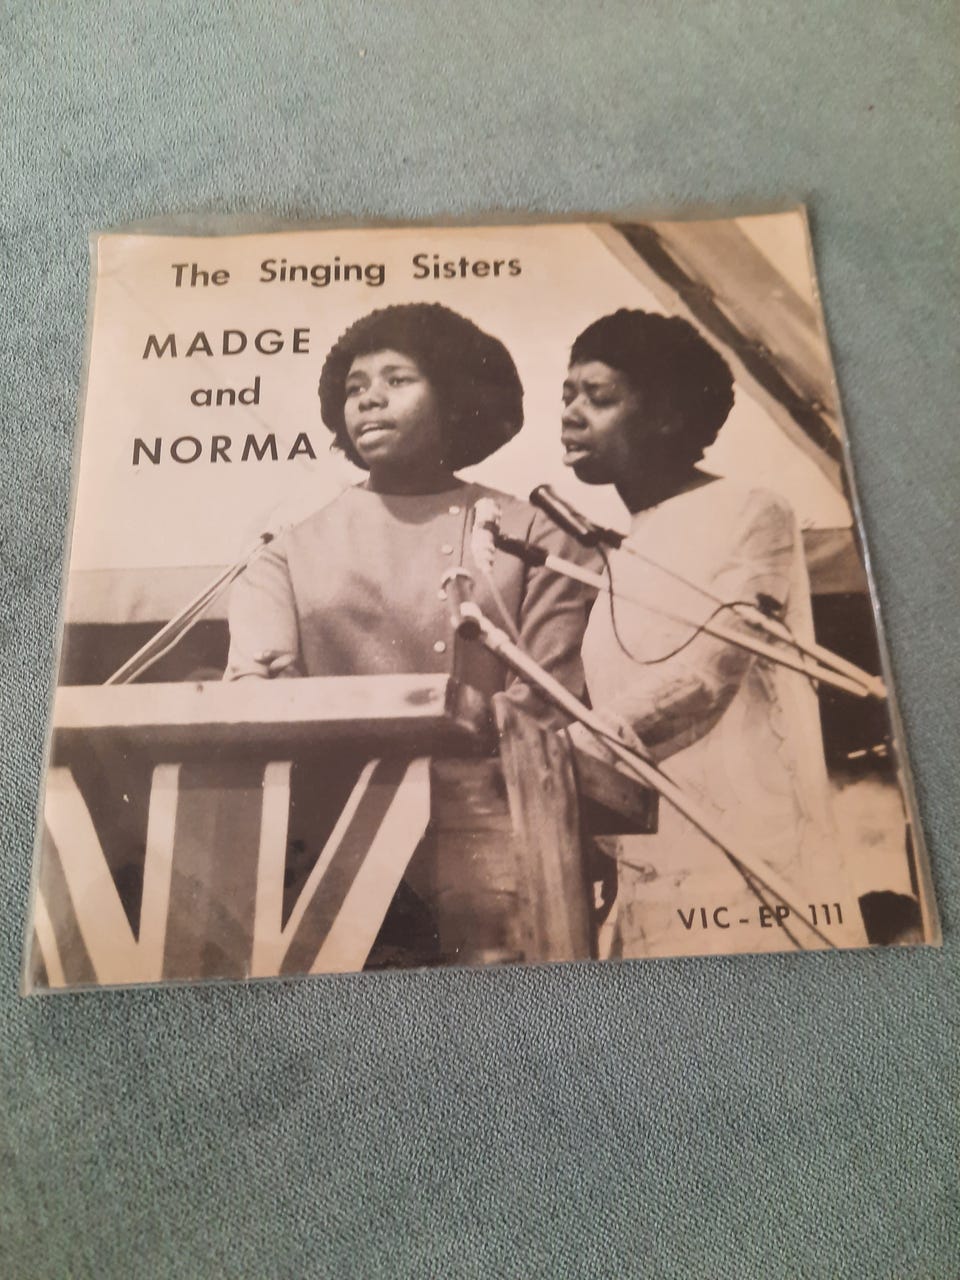 The Singing Sisters
MADGE
and
NORMA
VIC - EP 111